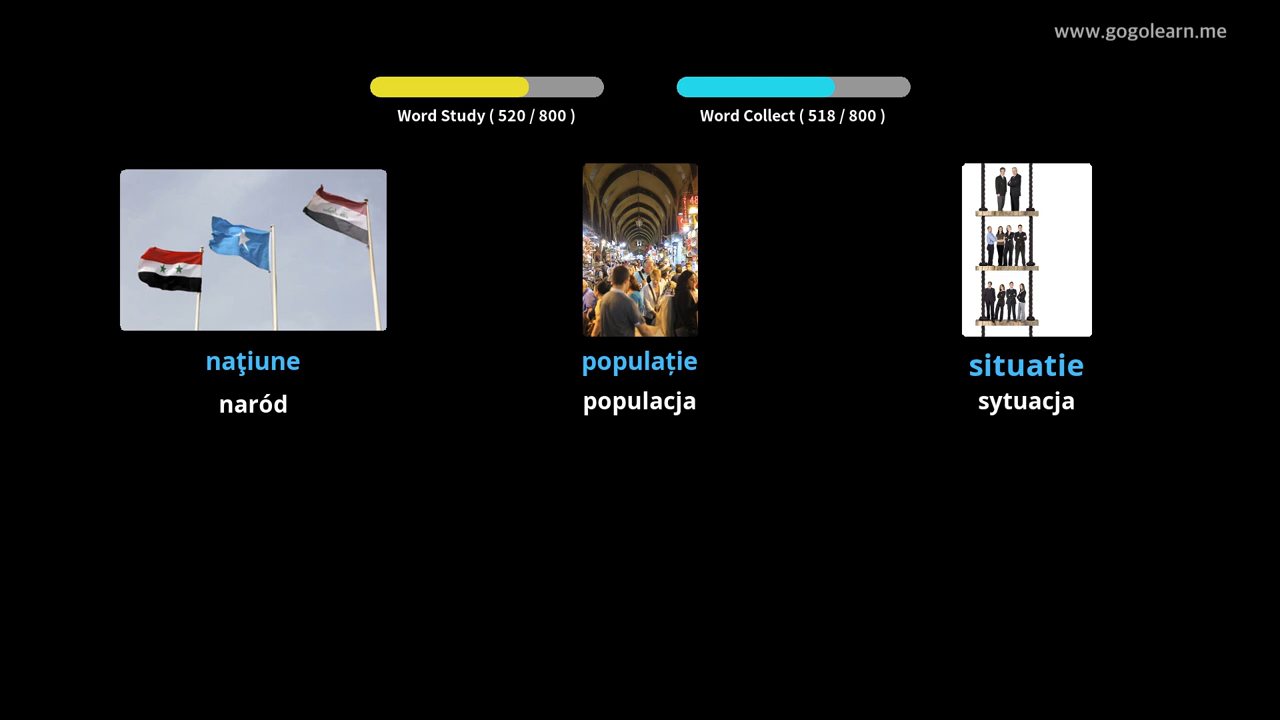 www.gogolearn.me
Word Study ( 520 / 800 )
Word Collect ( 518 / 800 )
naţiune
populație
situatie
naród
populacja
sytuacja